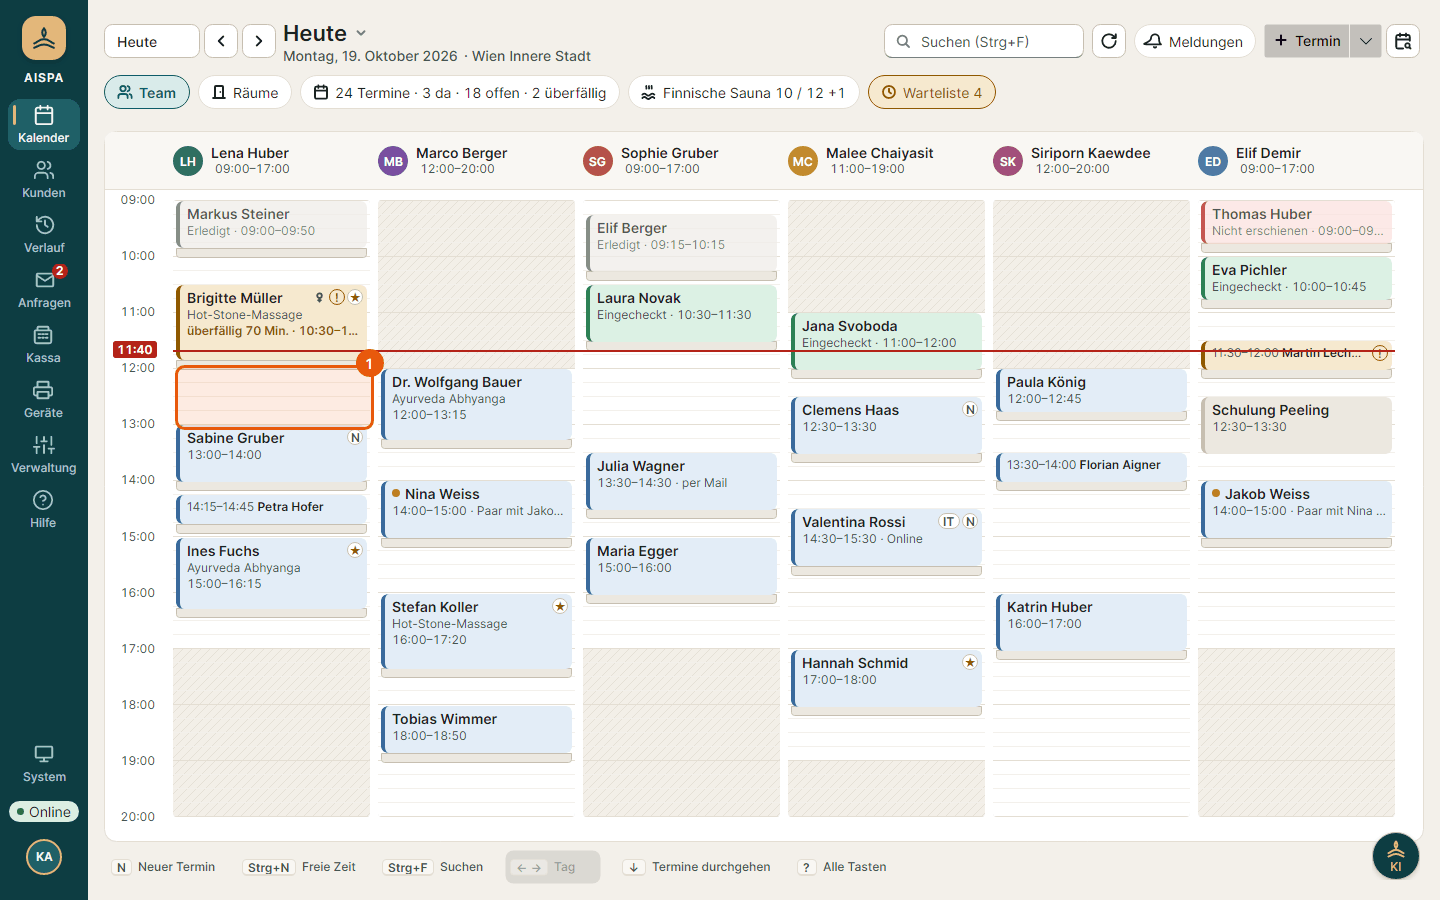 AISPA
Kalender
Kunden
Verlauf
2
Anfragen
Kassa
Geräte
Verwaltung
Hilfe
System
Online
KA
Heute
Heute
Montag, 19. Oktober 2026 · Wien Innere Stadt
Suchen (Strg+F)
Meldungen
+ Termin
Team
Räume
24 Termine · 3 da · 18 offen · 2 überfällig
Finnische Sauna 10 / 12 +1
Warteliste 4
LH
Lena Huber
09:00–17:00
MB
Marco Berger
12:00–20:00
SG
Sophie Gruber
09:00–17:00
MC
Malee Chaiyasit
11:00–19:00
SK
Siriporn Kaewdee
12:00–20:00
ED
Elif Demir
09:00–17:00
09:00
10:00
11:00
11:40
12:00
13:00
14:00
15:00
16:00
17:00
18:00
19:00
20:00
Markus Steiner
Erledigt · 09:00–09:50
Brigitte Müller
Hot-Stone-Massage
überfällig 70 Min. · 10:30–1...
1
Sabine Gruber
N
13:00–14:00
14:15–14:45 Petra Hofer
Ines Fuchs
Ayurveda Abhyanga
15:00–16:15
Dr. Wolfgang Bauer
Ayurveda Abhyanga
12:00–13:15
Nina Weiss
14:00–15:00 · Paar mit Jako...
Stefan Koller
Hot-Stone-Massage
16:00–17:20
Tobias Wimmer
18:00–18:50
Elif Berger
Erledigt · 09:15–10:15
Laura Novak
Eingecheckt · 10:30–11:30
Julia Wagner
13:30–14:30 · per Mail
Maria Egger
15:00–16:00
Jana Svoboda
Eingecheckt · 11:00–12:00
Clemens Haas
N
12:30–13:30
Valentina Rossi
IT
N
14:30–15:30 · Online
Hannah Schmid
17:00–18:00
Paula König
12:00–12:45
13:30–14:00 Florian Aigner
Katrin Huber
16:00–17:00
Thomas Huber
Nicht erschienen · 09:00–09...
Eva Pichler
Eingecheckt · 10:00–10:45
11:30–12:00 Martin Lech...
Schulung Peeling
12:30–13:30
Jakob Weiss
14:00–15:00 · Paar mit Nina ...
N Neuer Termin
Strg+N Freie Zeit
Strg+F Suchen
← → Tag
↓ Termine durchgehen
? Alle Tasten
KI